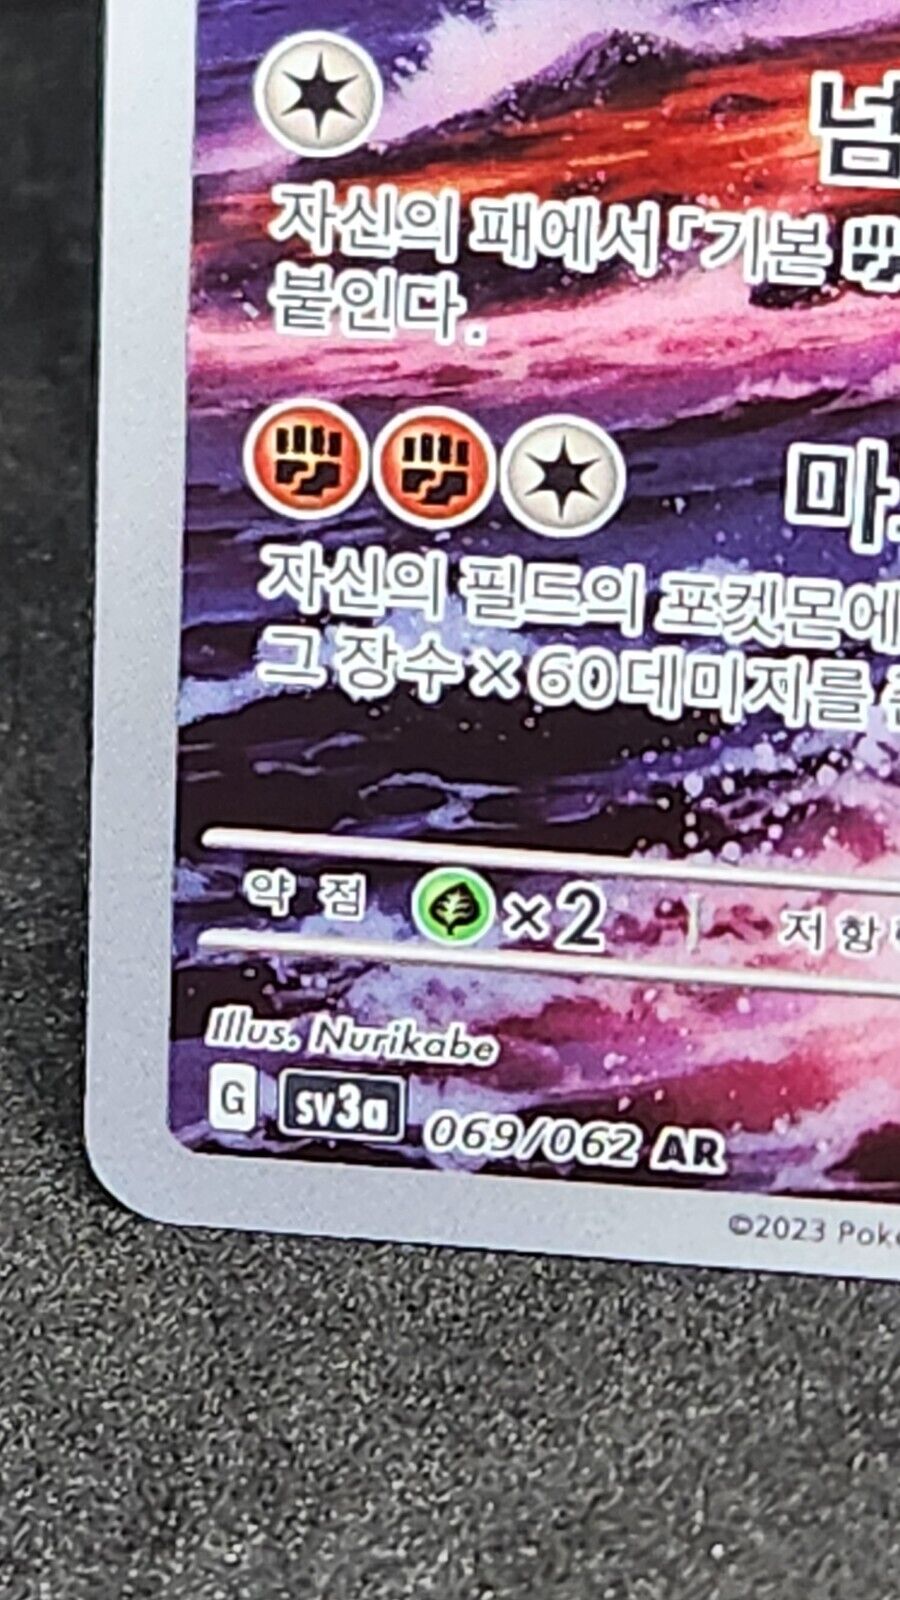 넘
자신의 패에서 「기본
붙인다.
마
자신의 필드의 포켓몬에
그 장수×60데미지를
약점 ×2 저항
Illus. Nurikabe
G sv3a 069/062 AR
©2023 Poké